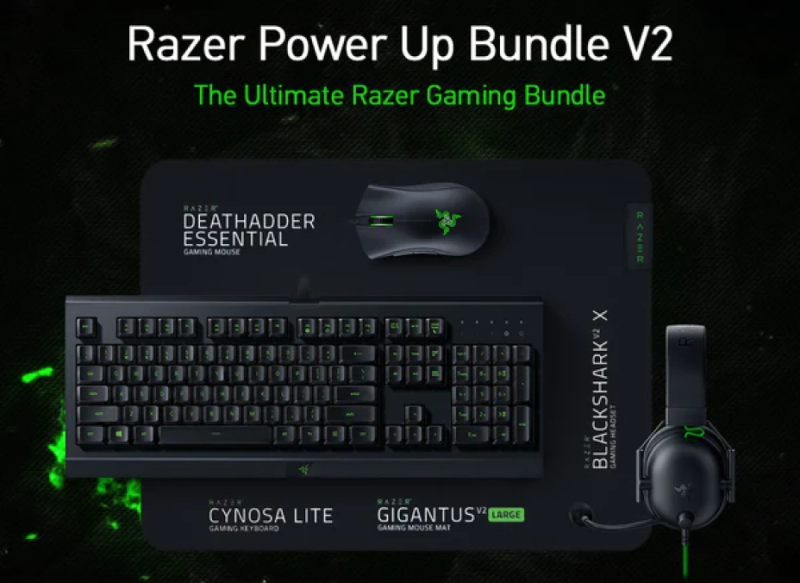 Razer Power Up Bundle V2
The Ultimate Razer Gaming Bundle
RAZER
DEATHADDER
ESSENTIAL
GAMING MOUSE
RAZER
RAZER
BLACKSHARK V2 X
GAMING HEADSET
RAZER
CYNOSA LITE
GAMING KEYBOARD
RAZER
GIGANTUS V2 LARGE
GAMING MOUSE MAT